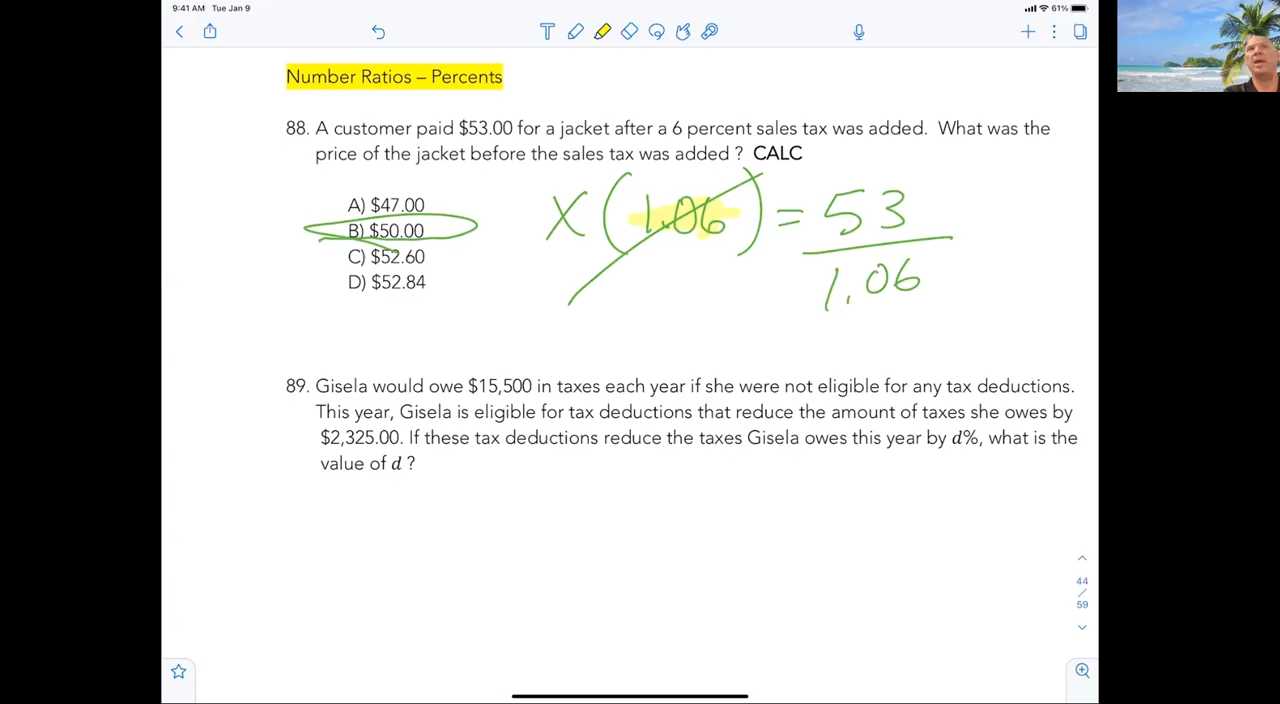 9:41 AM Tue Jan 9
61%
T
Number Ratios – Percents
88. A customer paid $53.00 for a jacket after a 6 percent sales tax was added. What was the
price of the jacket before the sales tax was added ? CALC
A) $47.00
B) $50.00
C) $52.60
D) $52.84
X (1.06) = 53
1.06
89. Gisela would owe $15,500 in taxes each year if she were not eligible for any tax deductions.
This year, Gisela is eligible for tax deductions that reduce the amount of taxes she owes by
$2,325.00. If these tax deductions reduce the taxes Gisela owes this year by d%, what is the
value of d ?
44
/
59